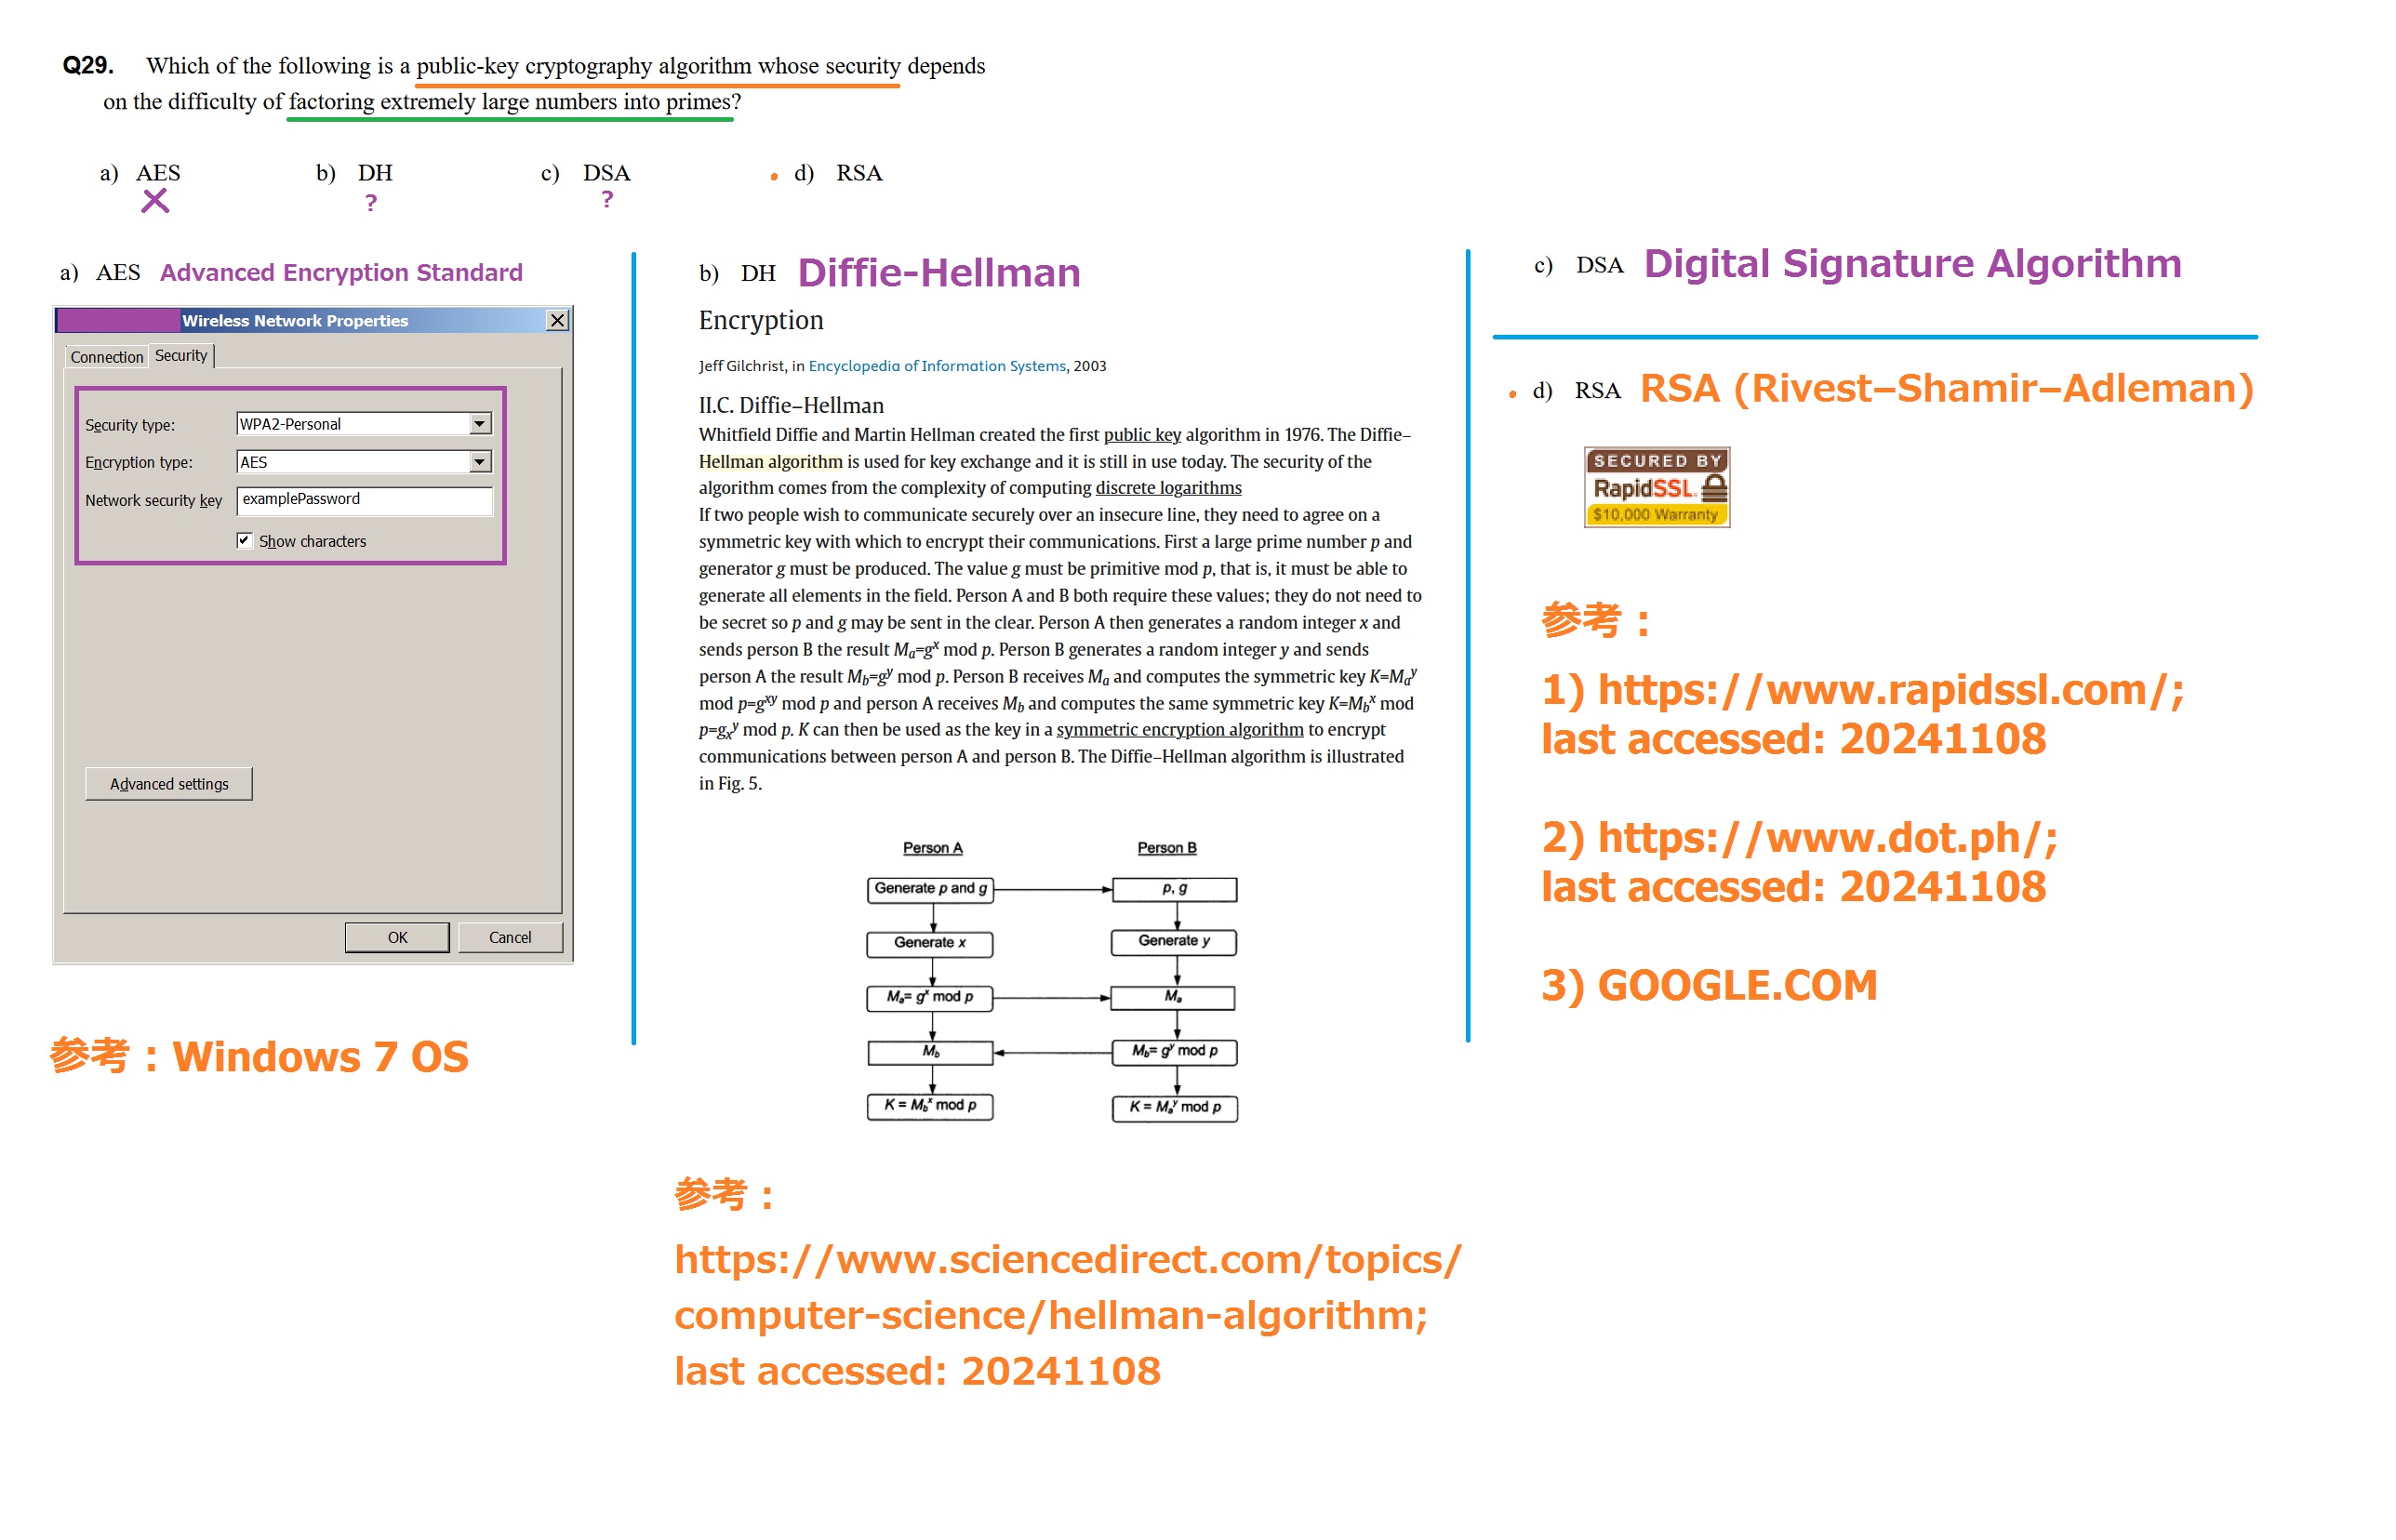 Q29. Which of the following is a public-key cryptography algorithm whose security depends
on the difficulty of factoring extremely large numbers into primes?
a) AES b) DH c) DSA d) RSA
? ?
a) AES Advanced Encryption Standard
Wireless Network Properties
Connection Security
Security type: WPA2-Personal
Encryption type: AES
Network security key examplePassword
Show characters
Advanced settings
OK Cancel
参考：Windows 7 OS
b) DH Diffie-Hellman
Encryption
Jeff Gilchrist, in Encyclopedia of Information Systems, 2003
II.C. Diffie–Hellman
Whitfield Diffie and Martin Hellman created the first public key algorithm in 1976. The Diffie–
Hellman algorithm is used for key exchange and it is still in use today. The security of the
algorithm comes from the complexity of computing discrete logarithms
If two people wish to communicate securely over an insecure line, they need to agree on a
symmetric key with which to encrypt their communications. First a large prime number p and
generator g must be produced. The value g must be primitive mod p, that is, it must be able to
generate all elements in the field. Person A and B both require these values; they do not need to
be secret so p and g may be sent in the clear. Person A then generates a random integer x and
sends person B the result Ma=g^x mod p. Person B generates a random integer y and sends
person A the result Mb=g^y mod p. Person B receives Ma and computes the symmetric key K=Ma^y
mod p=g^xy mod p and person A receives Mb and computes the same symmetric key K=Mb^x mod
p=gx^y mod p. K can then be used as the key in a symmetric encryption algorithm to encrypt
communications between person A and person B. The Diffie–Hellman algorithm is illustrated
in Fig. 5.
Person A Person B
Generate p and g p, g
Generate x Generate y
Ma= g^x mod p Ma
Mb Mb= g^y mod p
K = Mb^x mod p K = Ma^y mod p
参考：
https://www.sciencedirect.com/topics/
computer-science/hellman-algorithm;
last accessed: 20241108
c) DSA Digital Signature Algorithm
d) RSA RSA (Rivest–Shamir–Adleman)
SECURED BY
RapidSSL.
$10,000 Warranty
参考：
1) https://www.rapidssl.com/;
last accessed: 20241108
2) https://www.dot.ph/;
last accessed: 20241108
3) GOOGLE.COM